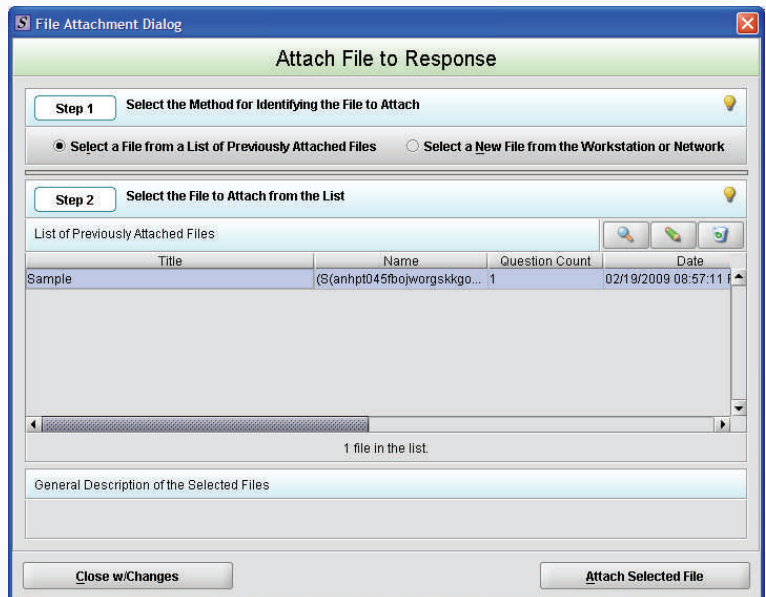 S File Attachment Dialog
Attach File to Response
Step 1 Select the Method for Identifying the File to Attach
Select a File from a List of Previously Attached Files Select a New File from the Workstation or Network
Step 2 Select the File to Attach from the List
List of Previously Attached Files
Title Name Question Count Date
Sample (S(anhpt045fbojworgskkgo... 1 02/19/2009 08:57:11
1 file in the list.
General Description of the Selected Files
Close w/Changes Attach Selected File